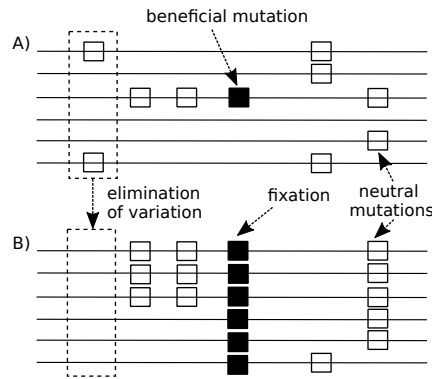 beneficial mutation
A)
elimination
of variation
fixation
neutral
mutations
B)